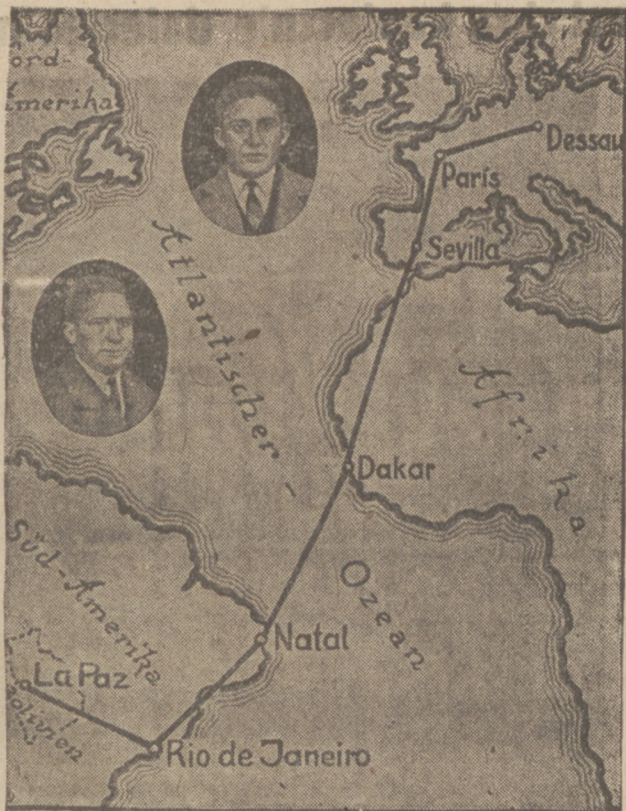 Nord-
Amerika
Dessau
Paris
Sevilla
Atlantischer -
Afrika
Dakar
Süd-Amerika
Ozean
Natal
La Paz
Bolivien
Rio de Janeiro